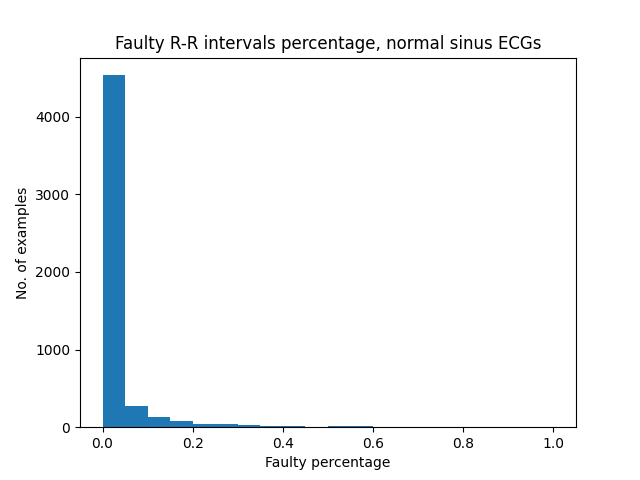 Faulty R-R intervals percentage, normal sinus ECGs
No. of examples
4000
3000
2000
1000
0
0.0 0.2 0.4 0.6 0.8 1.0
Faulty percentage